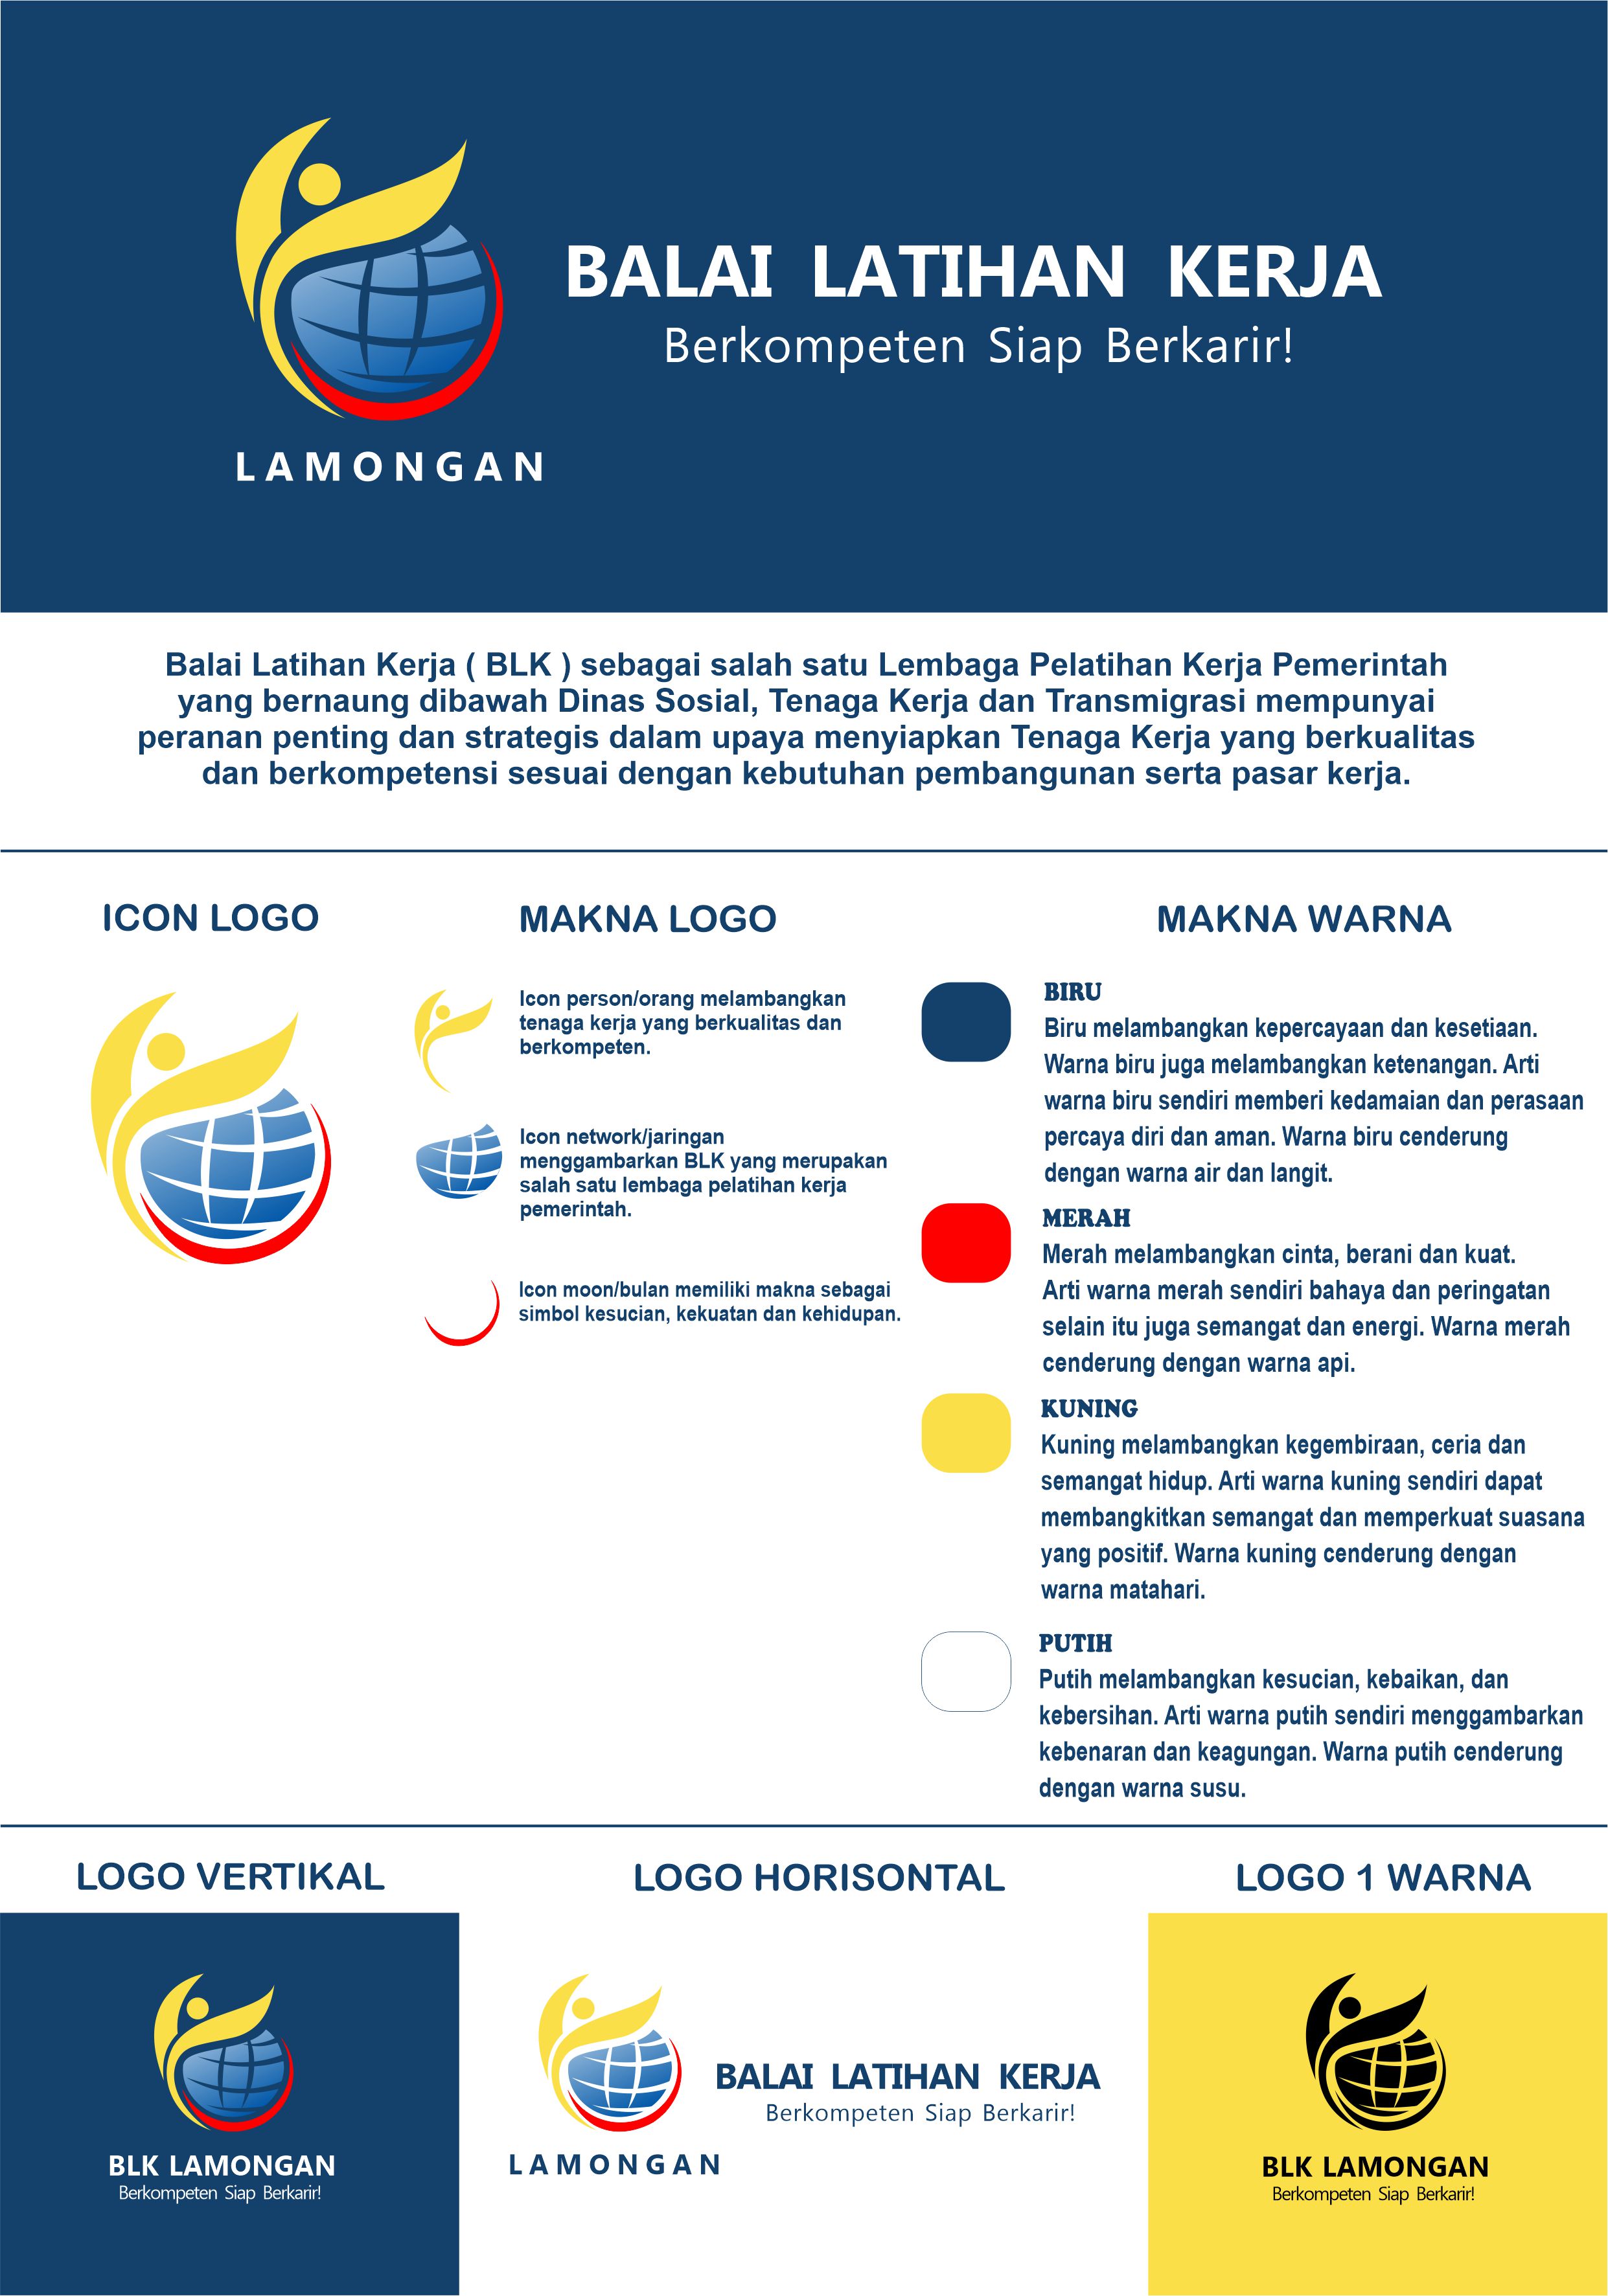 BALAI LATIHAN KERJA
Berkompeten Siap Berkarir!
LAMONGAN
Balai Latihan Kerja ( BLK ) sebagai salah satu Lembaga Pelatihan Kerja Pemerintah
yang bernaung dibawah Dinas Sosial, Tenaga Kerja dan Transmigrasi mempunyai
peranan penting dan strategis dalam upaya menyiapkan Tenaga Kerja yang berkualitas
dan berkompetensi sesuai dengan kebutuhan pembangunan serta pasar kerja.
ICON LOGO
MAKNA LOGO
Icon person/orang melambangkan
tenaga kerja yang berkualitas dan
berkompeten.
Icon network/jaringan
menggambarkan BLK yang merupakan
salah satu lembaga pelatihan kerja
pemerintah.
Icon moon/bulan memiliki makna sebagai
simbol kesucian, kekuatan dan kehidupan.
MAKNA WARNA
BIRU
Biru melambangkan kepercayaan dan kesetiaan.
Warna biru juga melambangkan ketenangan. Arti
warna biru sendiri memberi kedamaian dan perasaan
percaya diri dan aman. Warna biru cenderung
dengan warna air dan langit.
MERAH
Merah melambangkan cinta, berani dan kuat.
Arti warna merah sendiri bahaya dan peringatan
selain itu juga semangat dan energi. Warna merah
cenderung dengan warna api.
KUNING
Kuning melambangkan kegembiraan, ceria dan
semangat hidup. Arti warna kuning sendiri dapat
membangkitkan semangat dan memperkuat suasana
yang positif. Warna kuning cenderung dengan
warna matahari.
PUTIH
Putih melambangkan kesucian, kebaikan, dan
kebersihan. Arti warna putih sendiri menggambarkan
kebenaran dan keagungan. Warna putih cenderung
dengan warna susu.
LOGO VERTIKAL
BLK LAMONGAN
Berkompeten Siap Berkarir!
LOGO HORISONTAL
BALAI LATIHAN KERJA
Berkompeten Siap Berkarir!
LAMONGAN
LOGO 1 WARNA
BLK LAMONGAN
Berkompeten Siap Berkarir!